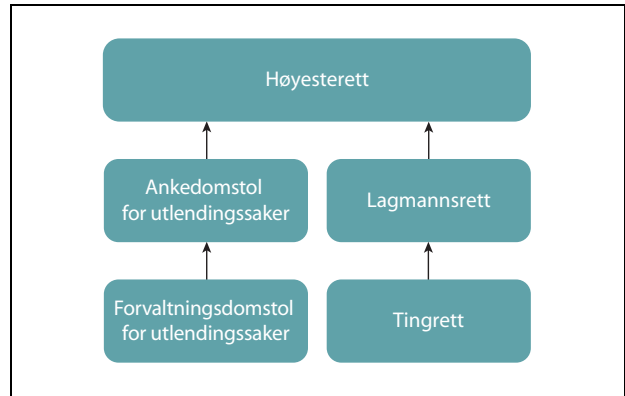 Høyesterett
Ankedomstol
for utlendingssaker
Lagmannsrett
Forvaltningsdomstol
for utlendingssaker
Tingrett